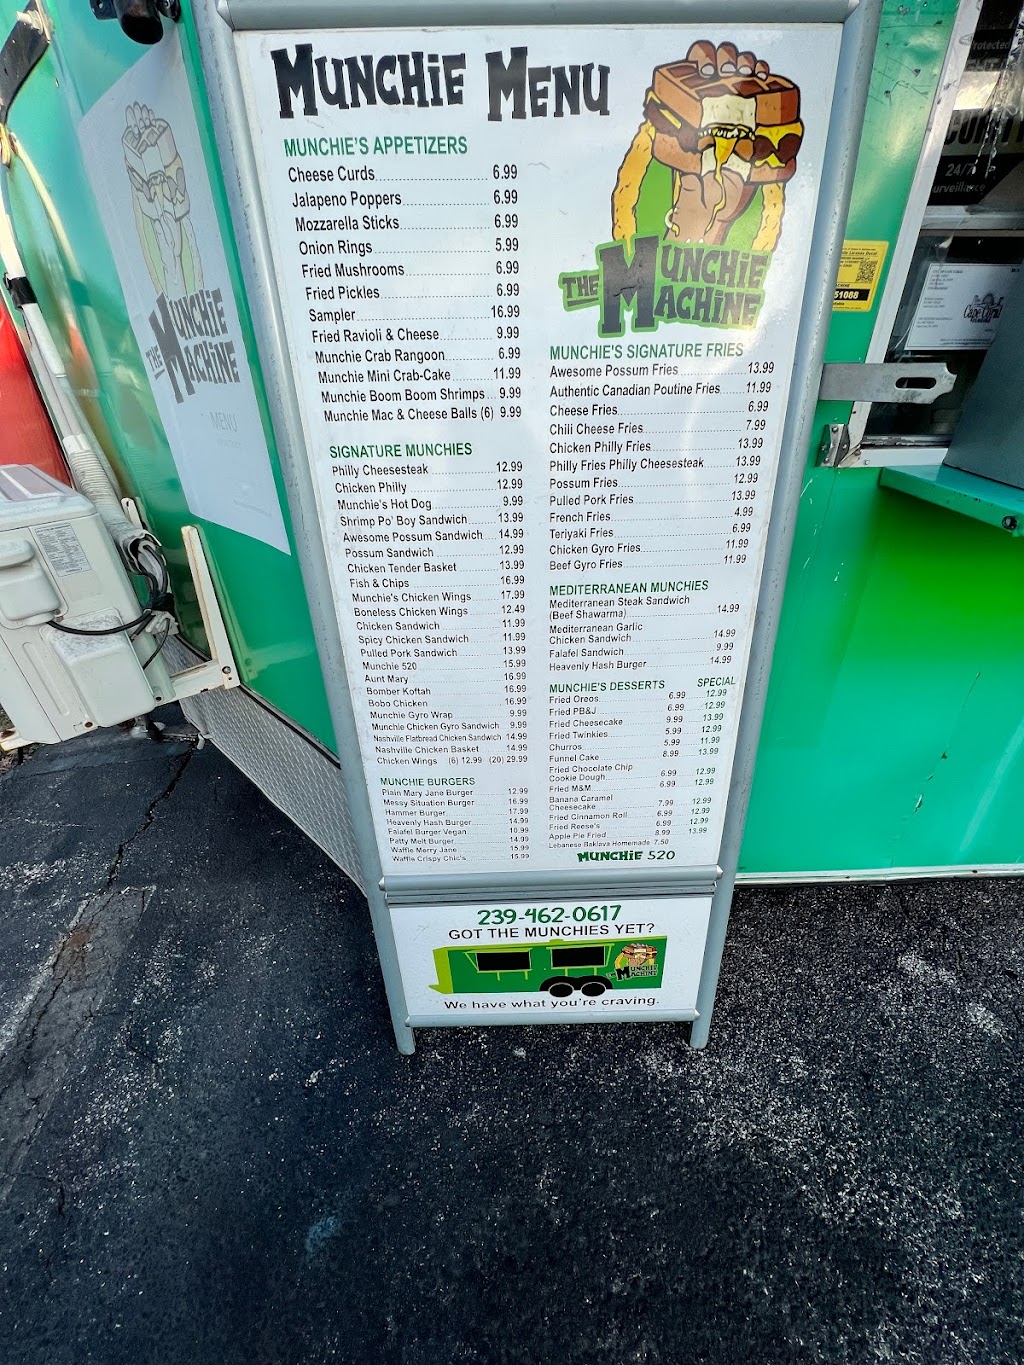 MUNCHIE MENU
MUNCHIE'S APPETIZERS
Cheese Curds 6.99
Jalapeno Poppers 6.99
Mozzarella Sticks 6.99
Onion Rings 5.99
Fried Mushrooms 6.99
Fried Pickles 6.99
Sampler 16.99
Fried Ravioli & Cheese 9.99
Munchie Crab Rangoon 6.99
Munchie Mini Crab-Cake 11.99
Munchie Boom Boom Shrimps 9.99
Munchie Mac & Cheese Balls (6) 9.99
SIGNATURE MUNCHIES
Philly Cheesesteak 12.99
Chicken Philly 12.99
Munchie's Hot Dog 9.99
Shrimp Po' Boy Sandwich 13.99
Awesome Possum Sandwich 14.99
Possum Sandwich 12.99
Chicken Tender Basket 13.99
Fish & Chips 16.99
Munchie's Chicken Wings 17.99
Boneless Chicken Wings 12.49
Chicken Sandwich 11.99
Spicy Chicken Sandwich 11.99
Pulled Pork Sandwich 13.99
Munchie 520 15.99
Aunt Mary 16.99
Bomber Koftah 16.99
Bobo Chicken 16.99
Munchie Gyro Wrap 9.99
Munchie Chicken Gyro Sandwich 9.99
Nashville Flatbread Chicken Sandwich 14.99
Nashville Chicken Basket 14.99
Chicken Wings (6) 12.99 (20) 29.99
MUNCHIE BURGERS
Plain Mary Jane Burger 12.99
Messy Situation Burger 16.99
Hammer Burger 17.99
Heavenly Hash Burger 14.99
Falafel Burger Vegan 10.99
Patty Melt Burger 14.99
Waffle Merry Jane 15.99
Waffle Crispy Chic's 15.99
THE MUNCHIE MACHINE
MUNCHIE'S SIGNATURE FRIES
Awesome Possum Fries 13.99
Authentic Canadian Poutine Fries 11.99
Cheese Fries 6.99
Chili Cheese Fries 7.99
Chicken Philly Fries 13.99
Philly Fries Philly Cheesesteak 13.99
Possum Fries 12.99
Pulled Pork Fries 13.99
French Fries 4.99
Teriyaki Fries 6.99
Chicken Gyro Fries 11.99
Beef Gyro Fries 11.99
MEDITERRANEAN MUNCHIES
Mediterranean Steak Sandwich
(Beef Shawarma) 14.99
Mediterranean Garlic
Chicken Sandwich 14.99
Falafel Sandwich 9.99
Heavenly Hash Burger 14.99
MUNCHIE'S DESSERTS SPECIAL
Fried Oreos 6.99 12.99
Fried PB&J 6.99 12.99
Fried Cheesecake 9.99 13.99
Fried Twinkies 5.99 12.99
Churros 5.99 11.99
Funnel Cake 8.99 13.99
Fried Chocolate Chip
Cookie Dough 6.99 12.99
Fried M&M 6.99 12.99
Banana Caramel
Cheesecake 7.99 12.99
Fried Cinnamon Roll 6.99 12.99
Fried Reese's 6.99 12.99
Apple Pie Fried 8.99 13.99
Lebanese Baklava Homemade 7.50
MUNCHIE 520
239-462-0617
GOT THE MUNCHIES YET?
THE MUNCHIE MACHINE
We have what you're craving.
THE MUNCHIE MACHINE
MENU
Protected
24/7
urveillance
51088
Cape Coral